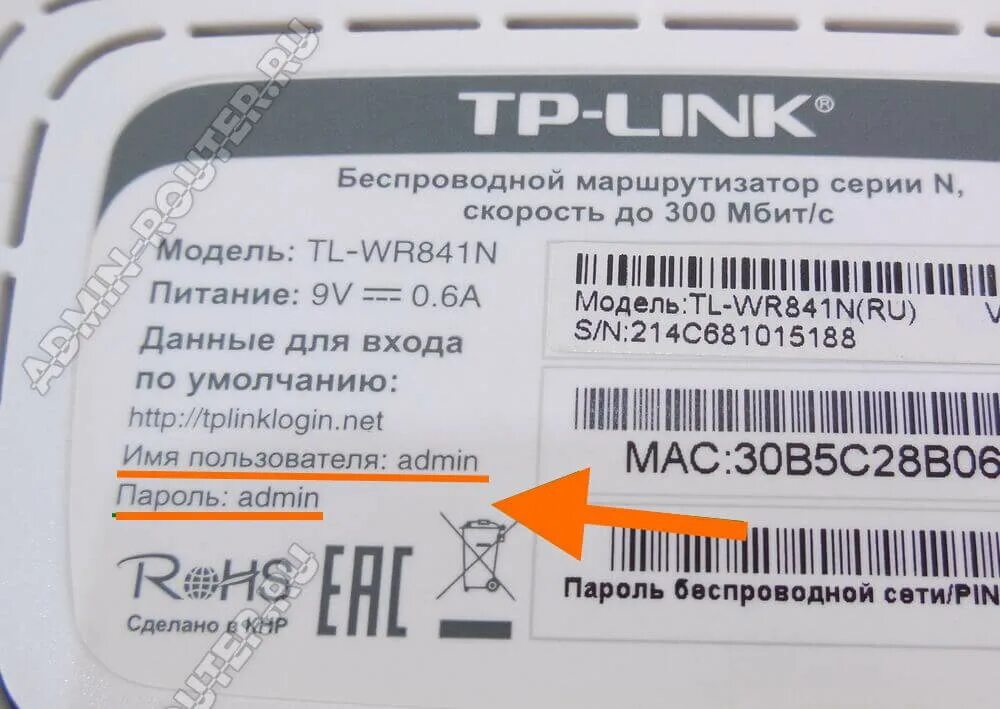 TP-LINK®
Беспроводной маршрутизатор серии N,
скорость до 300 Мбит/с
Модель: TL-WR841N
Питание: 9V 0.6A
Данные для входа
по умолчанию:
http://tplinklogin.net
Имя пользователя: admin
Пароль: admin
RoHS
Сделано в КНР
EAC
Модель:TL-WR841N(RU) V
S/N:214C681015188
MAC:30B5C28B06
Пароль беспроводной сети/PIN
ADMIN-ROUTER.RU
ROUTER.RU